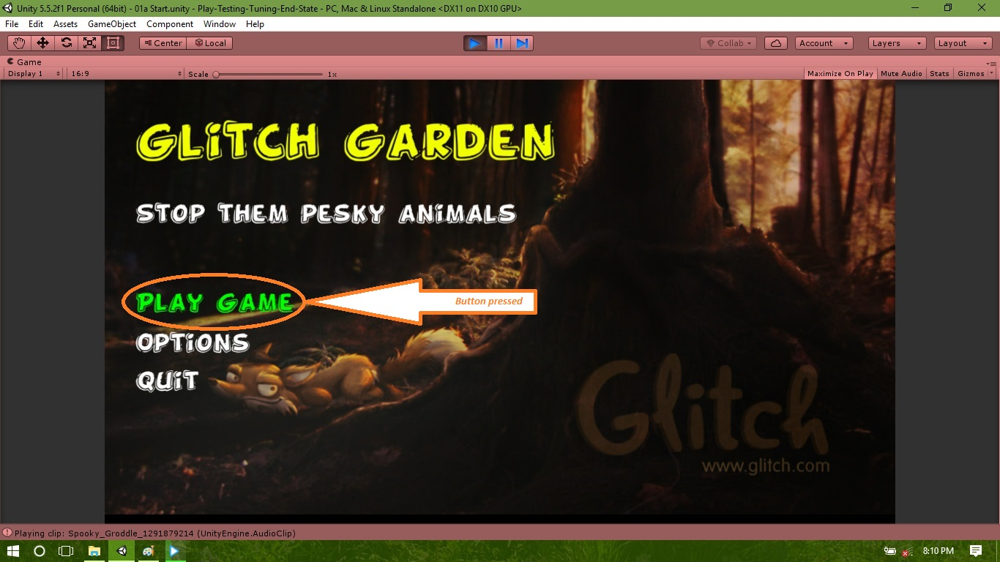 Unity 5.5.2f1 Personal (64bit) - 01a Start.unity - Play-Testing-Tuning-End-State - PC, Mac & Linux Standalone <DX11 on DX10 GPU>
File Edit Assets GameObject Component Window Help
Center Local Collab Account Layers Layout
Game
Display 1 16:9 Scale 1x Maximize On Play Mute Audio Stats Gizmos
GLiTCH GARDEN
STOP THEM PESKY ANiMALS
PLAY GAME
Button pressed
OPTiONS
QUiT
Glitch
www.glitch.com
Playing clip: Spooky_Groddle_1291879214 (UnityEngine.AudioClip)
8:10 PM